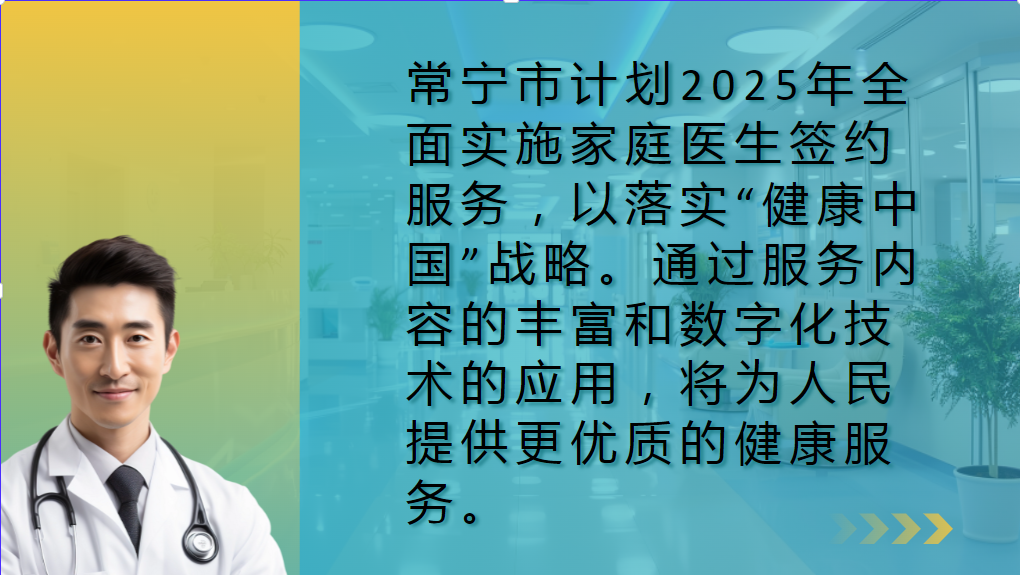 常宁市计划2025年全
面实施家庭医生签约
服务，以落实“健康中
国”战略。通过服务内
容的丰富和数字化技
术的应用，将为人民
提供更优质的健康服
务。